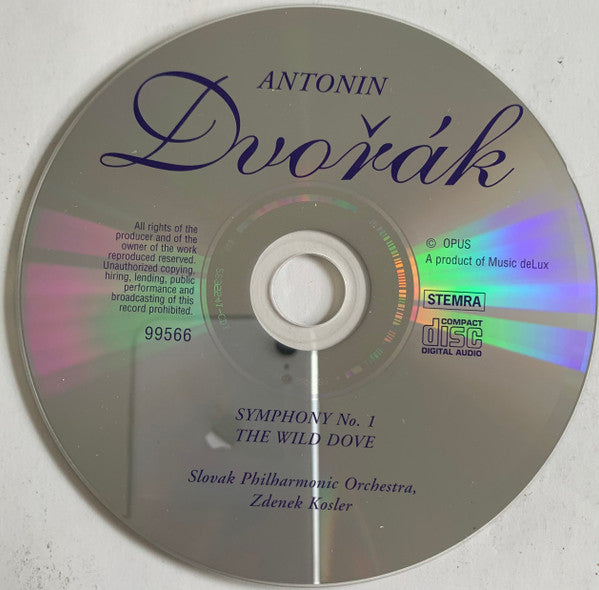 ANTONIN
Dvořák
All rights of the
producer and of the
owner of the work
reproduced reserved.
Unauthorized copying,
hiring, lending, public
performance and
broadcasting of this
record prohibited.
99566
© OPUS
A product of Music deLux
STEMRA
COMPACT
disc
DIGITAL AUDIO
SYMPHONY No. 1
THE WILD DOVE
Slovak Philharmonic Orchestra,
Zdenek Kosler